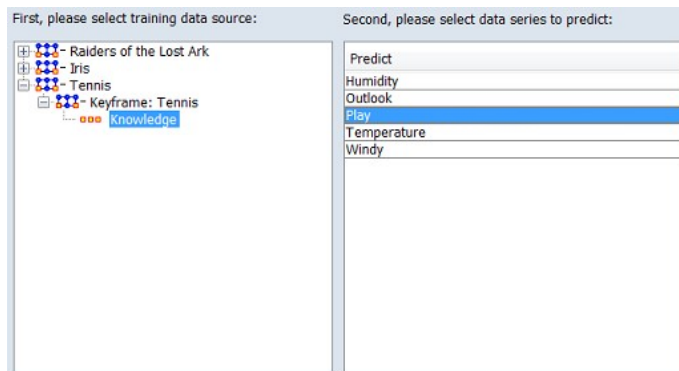 First, please select training data source:
Second, please select data series to predict:
Raiders of the Lost Ark
Iris
Tennis
Keyframe: Tennis
Knowledge
Predict
Humidity
Outlook
Play
Temperature
Windy